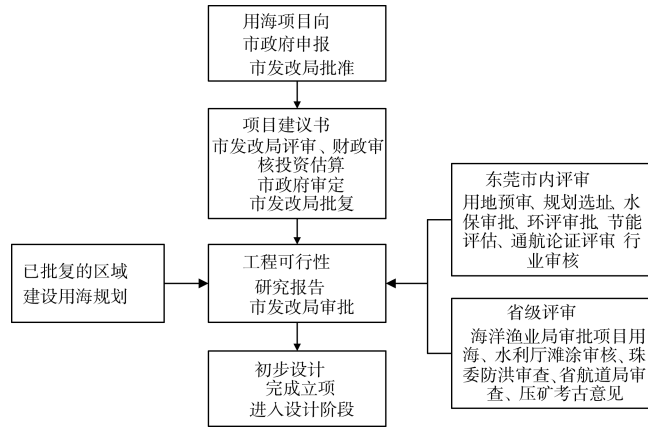 用海项目向
市政府申报
市发改局批准
项目建议书
市发改局评审、财政审
核投资估算
市政府审定
市发改局批复
东莞市内评审
用地预审、规划选址、水
保审批、环评审批、节能
评估、通航论证评审 行
业审核
已批复的区域
建设用海规划
工程可行性
研究报告
市发改局审批
省级评审
海洋渔业局审批项目用
海、水利厅滩涂审核、珠
委防洪审查、省航道局审
查、压矿考古意见
初步设计
完成立项
进入设计阶段